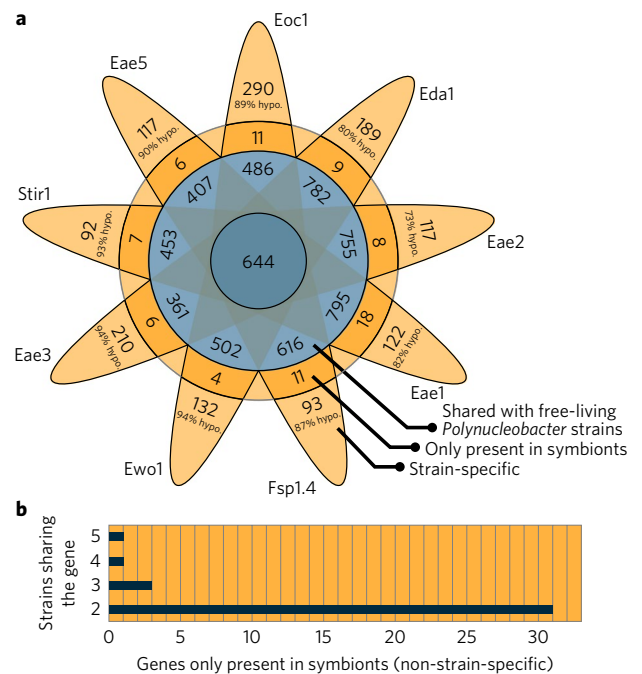 a
Eoc1
290
89% hypo.
11
486
Eda1
189
80% hypo.
9
782
Eae2
117
73% hypo.
8
755
Eae1
122
82% hypo.
18
795
Fsp1.4
93
87% hypo.
11
616
Ewo1
132
94% hypo.
4
502
Eae3
210
94% hypo.
6
361
Stir1
92
93% hypo.
7
453
Eae5
117
90% hypo.
6
407
644
Shared with free-living
Polynucleobacter strains
Only present in symbionts
Strain-specific
b
Strains sharing
the gene
5
4
3
2
0 5 10 15 20 25 30
Genes only present in symbionts (non-strain-specific)